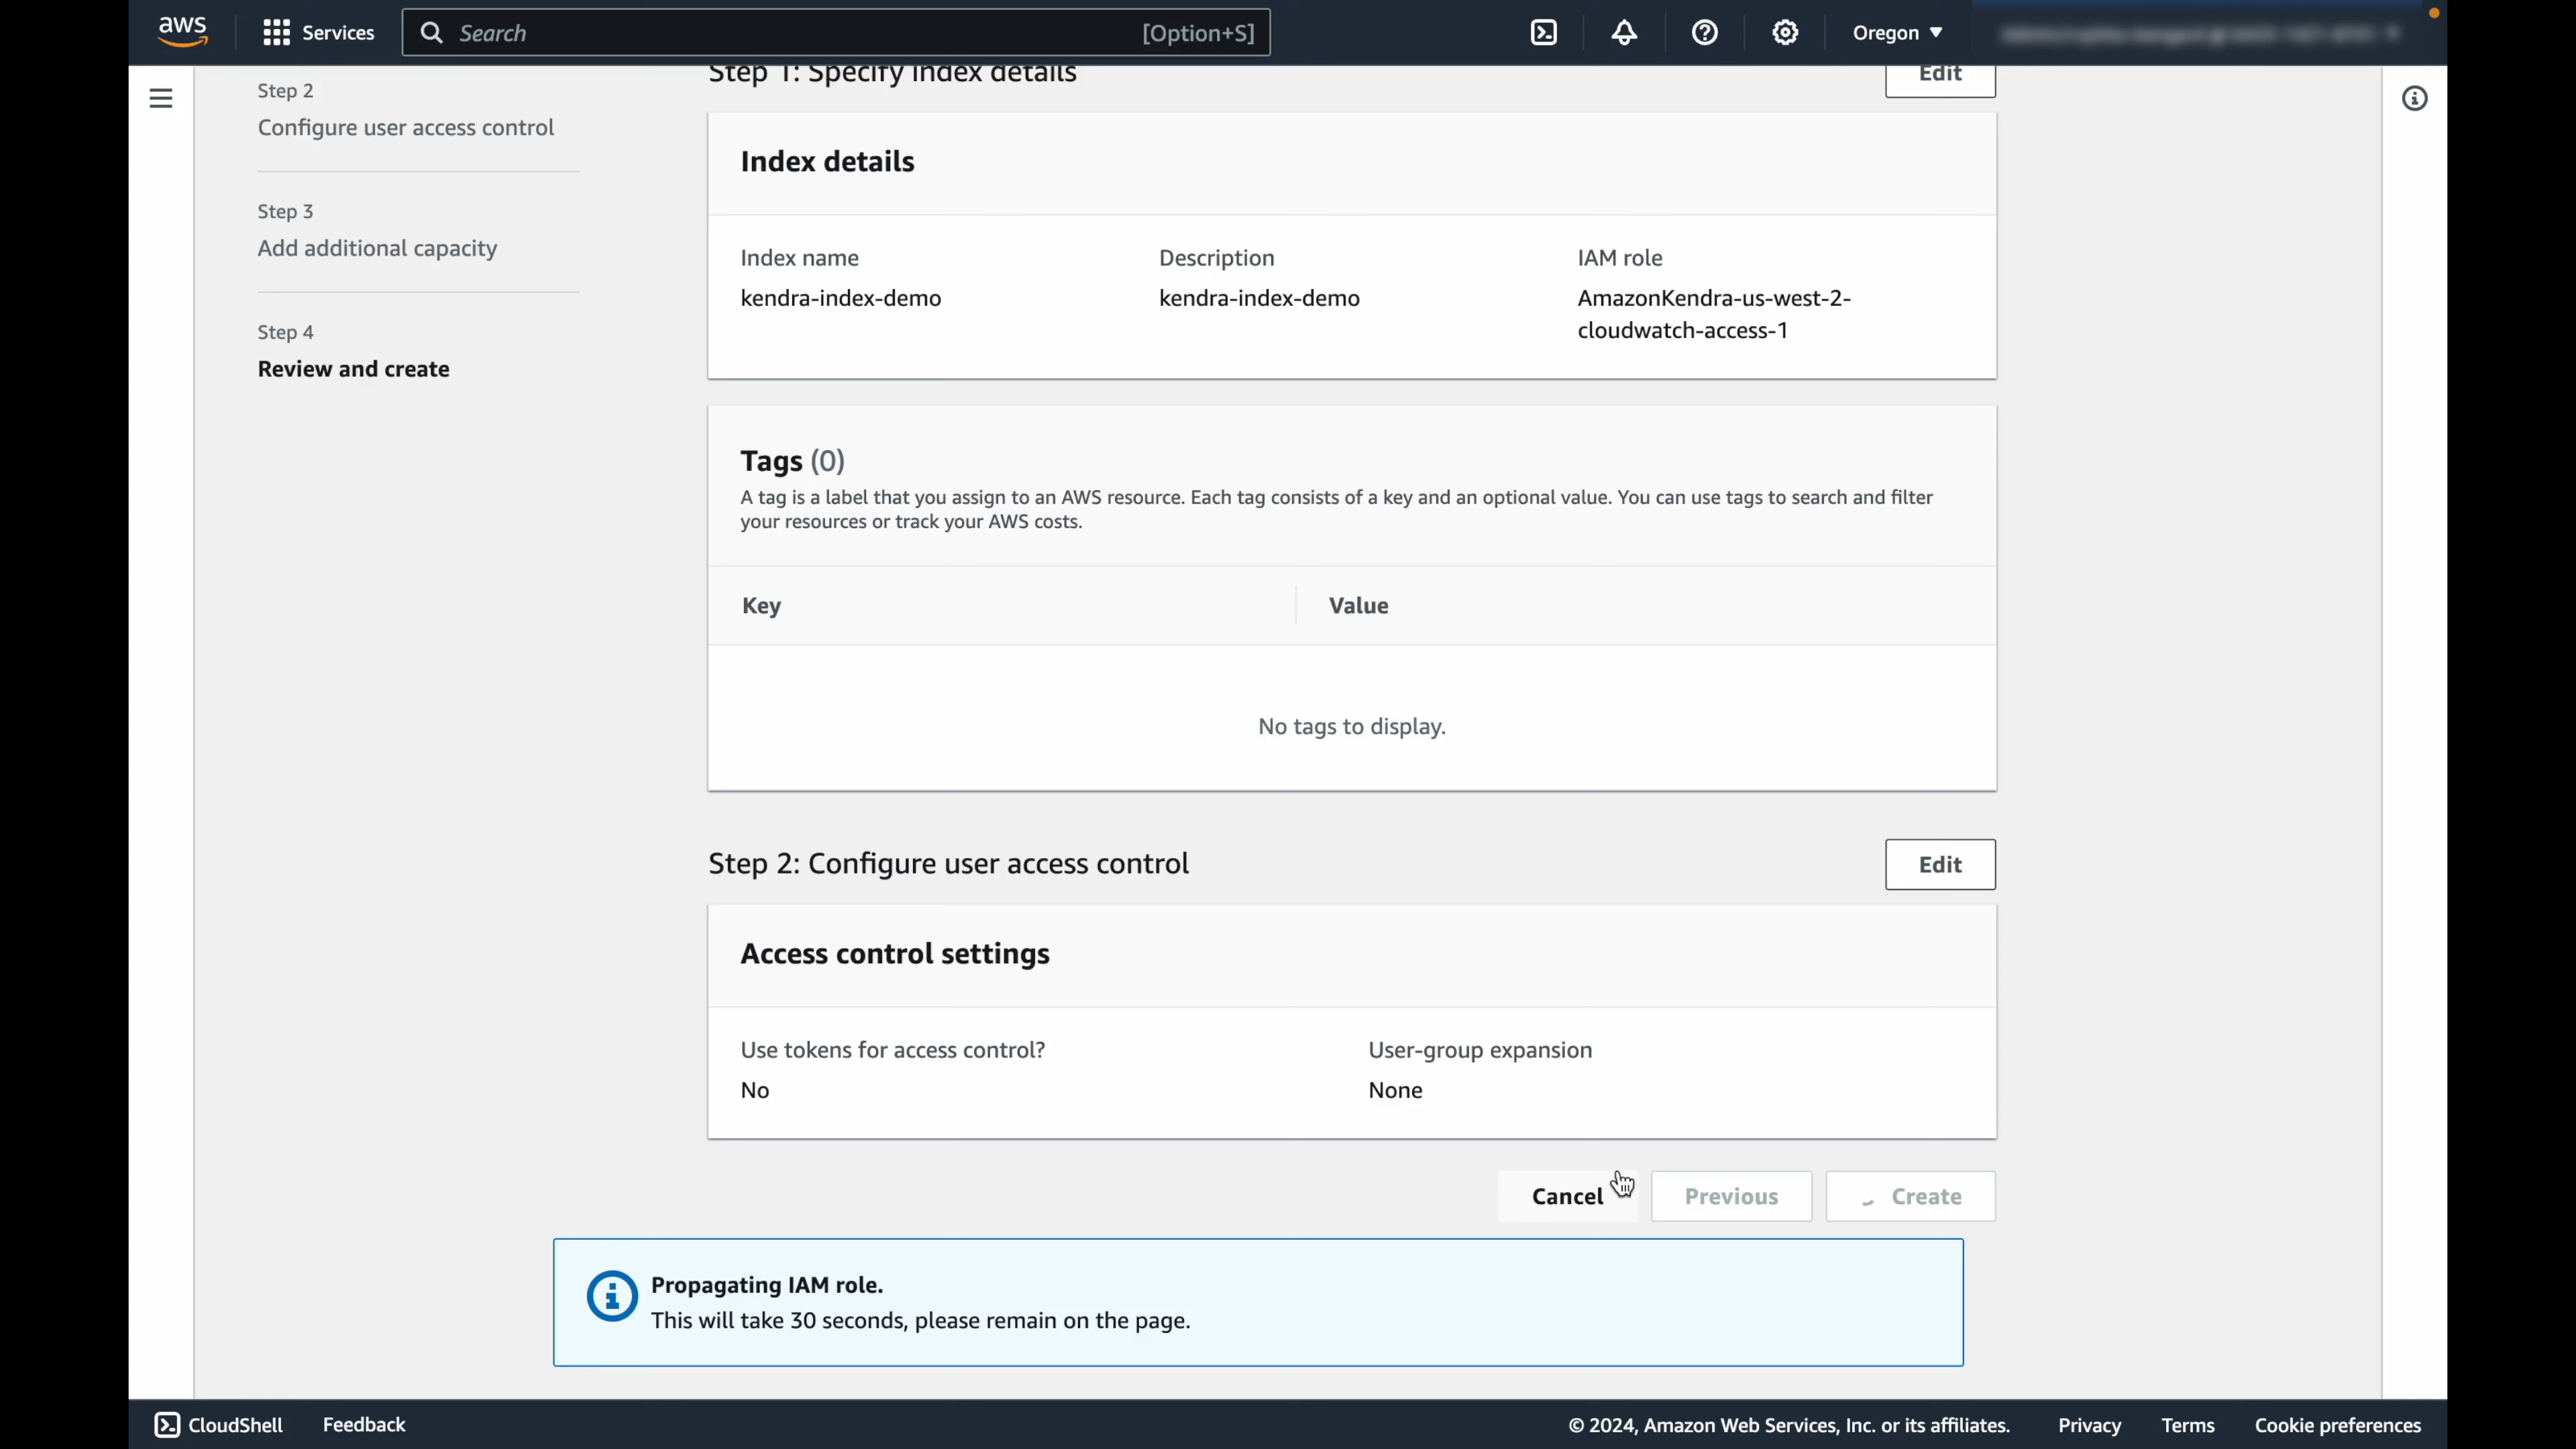 aws
Services
Search
[Option+S]
Oregon
Step 2
Configure user access control
Step 3
Add additional capacity
Step 4
Review and create
Step 1: Specify index details
Edit
Index details
Index name
kendra-index-demo
Description
kendra-index-demo
IAM role
AmazonKendra-us-west-2-
cloudwatch-access-1
Tags (0)
A tag is a label that you assign to an AWS resource. Each tag consists of a key and an optional value. You can use tags to search and filter
your resources or track your AWS costs.
Key
Value
No tags to display.
Step 2: Configure user access control
Edit
Access control settings
Use tokens for access control?
No
User-group expansion
None
Cancel
Previous
Create
Propagating IAM role.
This will take 30 seconds, please remain on the page.
CloudShell
Feedback
© 2024, Amazon Web Services, Inc. or its affiliates.
Privacy
Terms
Cookie preferences